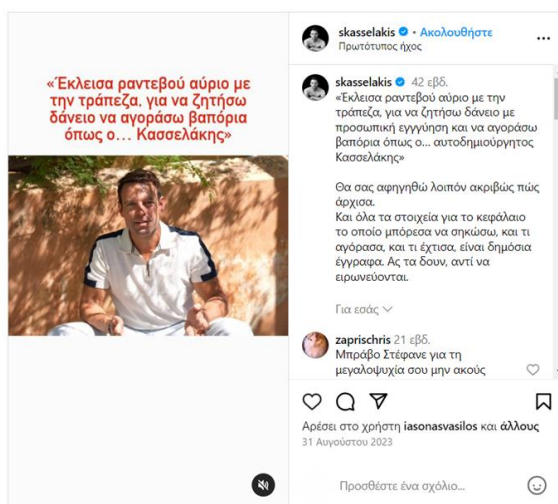 «Έκλεισα ραντεβού αύριο με
την τράπεζα, για να ζητήσω
δάνειο να αγοράσω βαπόρια
όπως ο... Κασσελάκης»
skasselakis • Ακολουθήστε
Πρωτότυπος ήχος
skasselakis 42 εβδ.
«Έκλεισα ραντεβού αύριο με την
τράπεζα, για να ζητήσω δάνειο με
προσωπική εγγύηση και να αγοράσω
βαπόρια όπως ο... αυτοδημιούργητος
Κασσελάκης»
Θα σας αφηγηθώ λοιπόν ακριβώς πώς
άρχισα.
Και όλα τα στοιχεία για το κεφάλαιο
το οποίο μπόρεσα να σηκώσω, και τι
αγόρασα, και τι έχτισα, είναι δημόσια
έγγραφα. Ας τα δουν, αντί να
ειρωνεύονται.
Για εσάς
zaprischris 21 εβδ.
Μπράβο Στέφανε για τη
μεγαλοψυχία σου μην ακούς
Αρέσει στο χρήστη iasonasvasilos και άλλους
31 Αυγούστου 2023
Προσθέστε ένα σχόλιο...